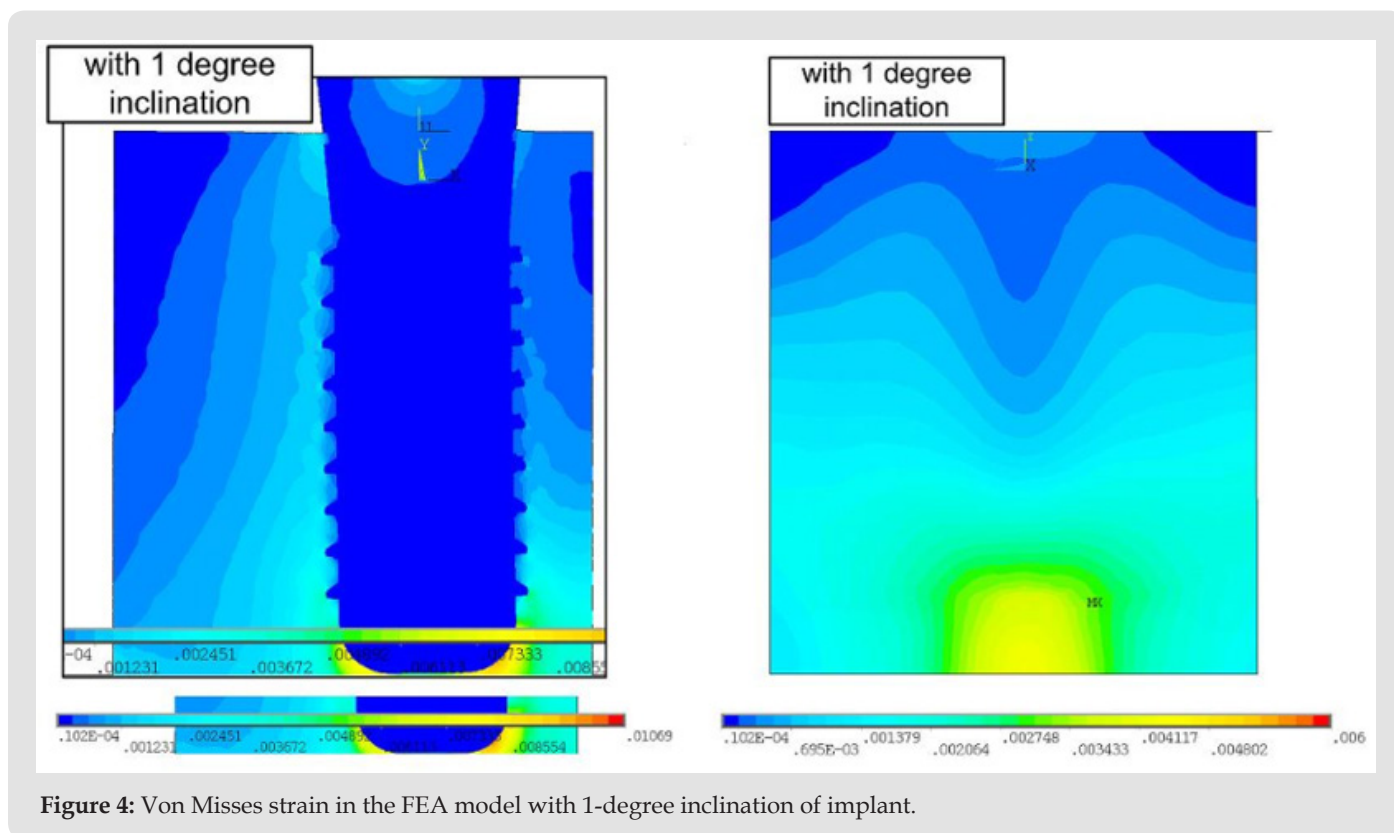 with 1 degree
inclination
with 1 degree
inclination
Y
X
X
MX
-04 .002451 .007333
.001231 .003672 .00855
.102E-04 .002451 .01069
.001231 .003672 .008554
.102E-04 .001379 .002748 .004117 .006
.695E-03 .002064 .003433 .004802
Figure 4: Von Misses strain in the FEA model with 1-degree inclination of implant.